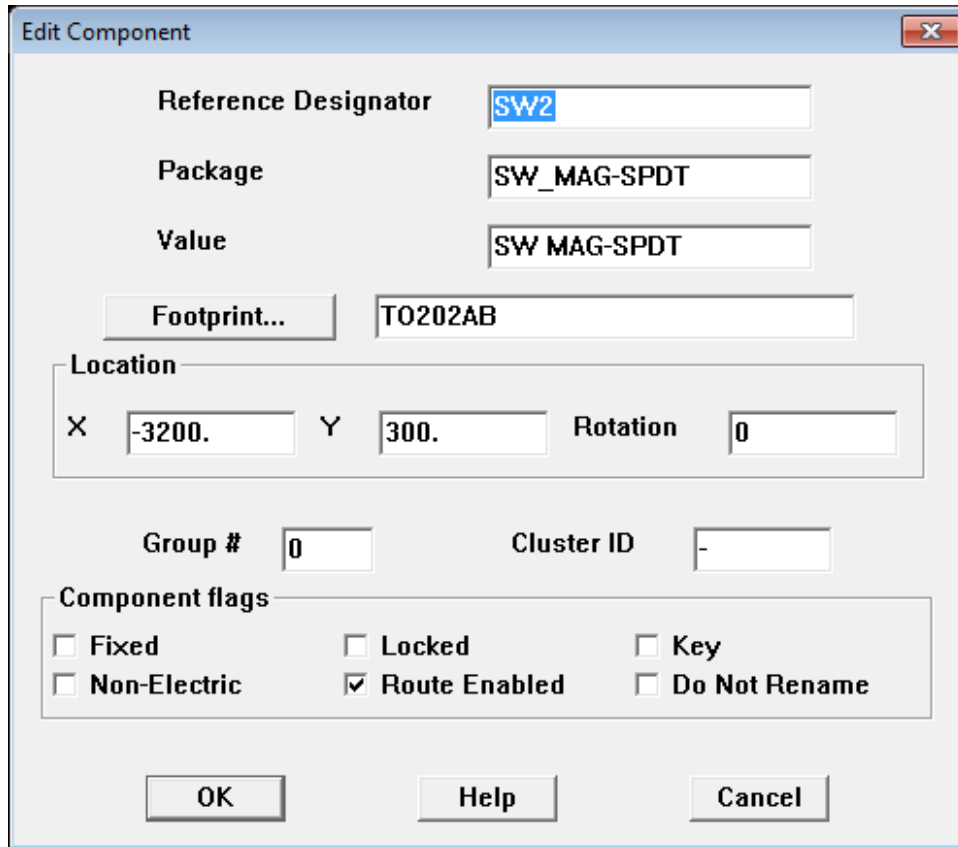 Edit Component
Reference Designator SW2
Package SW_MAG-SPDT
Value SW MAG-SPDT
Footprint... TO202AB
Location
X -3200. Y 300. Rotation 0
Group # 0 Cluster ID -
Component flags
Fixed Locked Key
Non-Electric Route Enabled Do Not Rename
OK Help Cancel